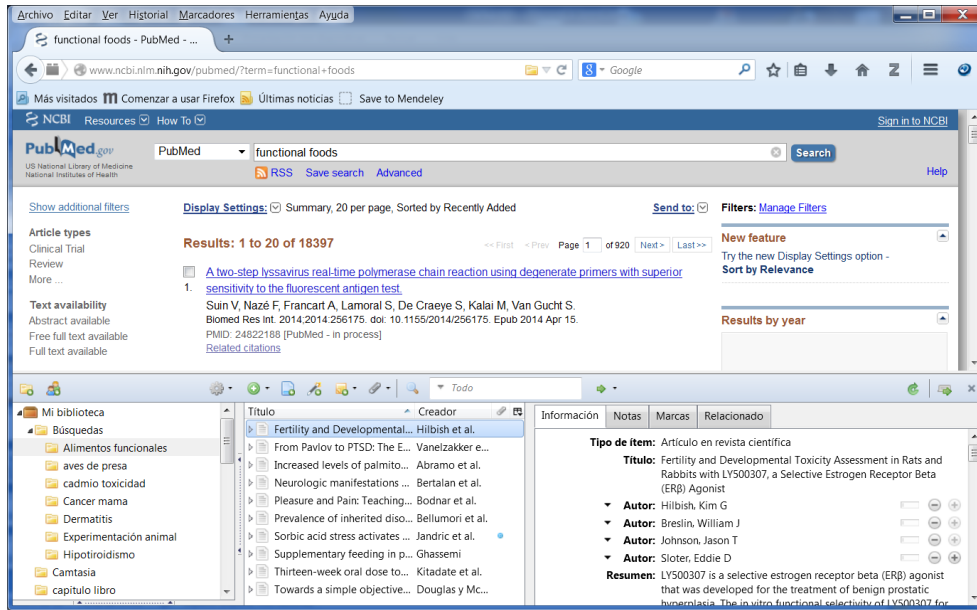 Archivo Editar Ver Historial Marcadores Herramientas Ayuda
functional foods - PubMed - ... +
www.ncbi.nlm.nih.gov/pubmed/?term=functional+foods
Google
Más visitados Comenzar a usar Firefox Últimas noticias Save to Mendeley
NCBI Resources How To Sign in to NCBI
PubMed.gov
US National Library of Medicine
National Institutes of Health
PubMed functional foods Search
RSS Save search Advanced Help
Show additional filters
Article types
Clinical Trial
Review
More ...
Text availability
Abstract available
Free full text available
Full text available
Display Settings: Summary, 20 per page, Sorted by Recently Added Send to:
Results: 1 to 20 of 18397 << First < Prev Page 1 of 920 Next > Last >>
1. A two-step lyssavirus real-time polymerase chain reaction using degenerate primers with superior
sensitivity to the fluorescent antigen test.
Suin V, Nazé F, Francart A, Lamoral S, De Craeye S, Kalai M, Van Gucht S.
Biomed Res Int. 2014;2014:256175. doi: 10.1155/2014/256175. Epub 2014 Apr 15.
PMID: 24822188 [PubMed - in process]
Related citations
Filters: Manage Filters
New feature
Try the new Display Settings option -
Sort by Relevance
Results by year
Todo
Mi biblioteca
Búsquedas
Alimentos funcionales
aves de presa
cadmio toxicidad
Cancer mama
Dermatitis
Experimentación animal
Hipotiroidismo
Camtasia
capitulo libro
Título Creador
Fertility and Developmental... Hilbish et al.
From Pavlov to PTSD: The E... Vanelzakker e...
Increased levels of palmito... Abramo et al.
Neurologic manifestations ... Bertalan et al.
Pleasure and Pain: Teaching... Bodnar et al.
Prevalence of inherited diso... Bellumori et al.
Sorbic acid stress activates ... Jandric et al.
Supplementary feeding in p... Ghassemi
Thirteen-week oral dose to... Kitadate et al.
Towards a simple objective... Douglas y Mc...
Información Notas Marcas Relacionado
Tipo de ítem: Artículo en revista científica
Título: Fertility and Developmental Toxicity Assessment in Rats and
Rabbits with LY500307, a Selective Estrogen Receptor Beta
(ERβ) Agonist
Autor: Hilbish, Kim G
Autor: Breslin, William J
Autor: Johnson, Jason T
Autor: Sloter, Eddie D
Resumen: LY500307 is a selective estrogen receptor beta (ERβ) agonist
that was developed for the treatment of benign prostatic
hyperplasia. The in vitro functional selectivity of LY500307 for